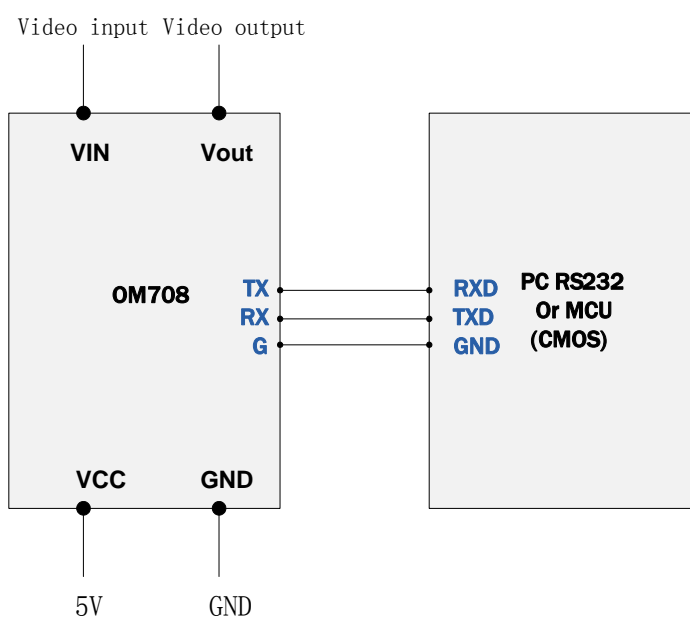 Video input Video output
VIN Vout
OM708
TX
RX
G
RXD
TXD
GND
PC RS232
Or MCU
(CMOS)
VCC GND
5V GND